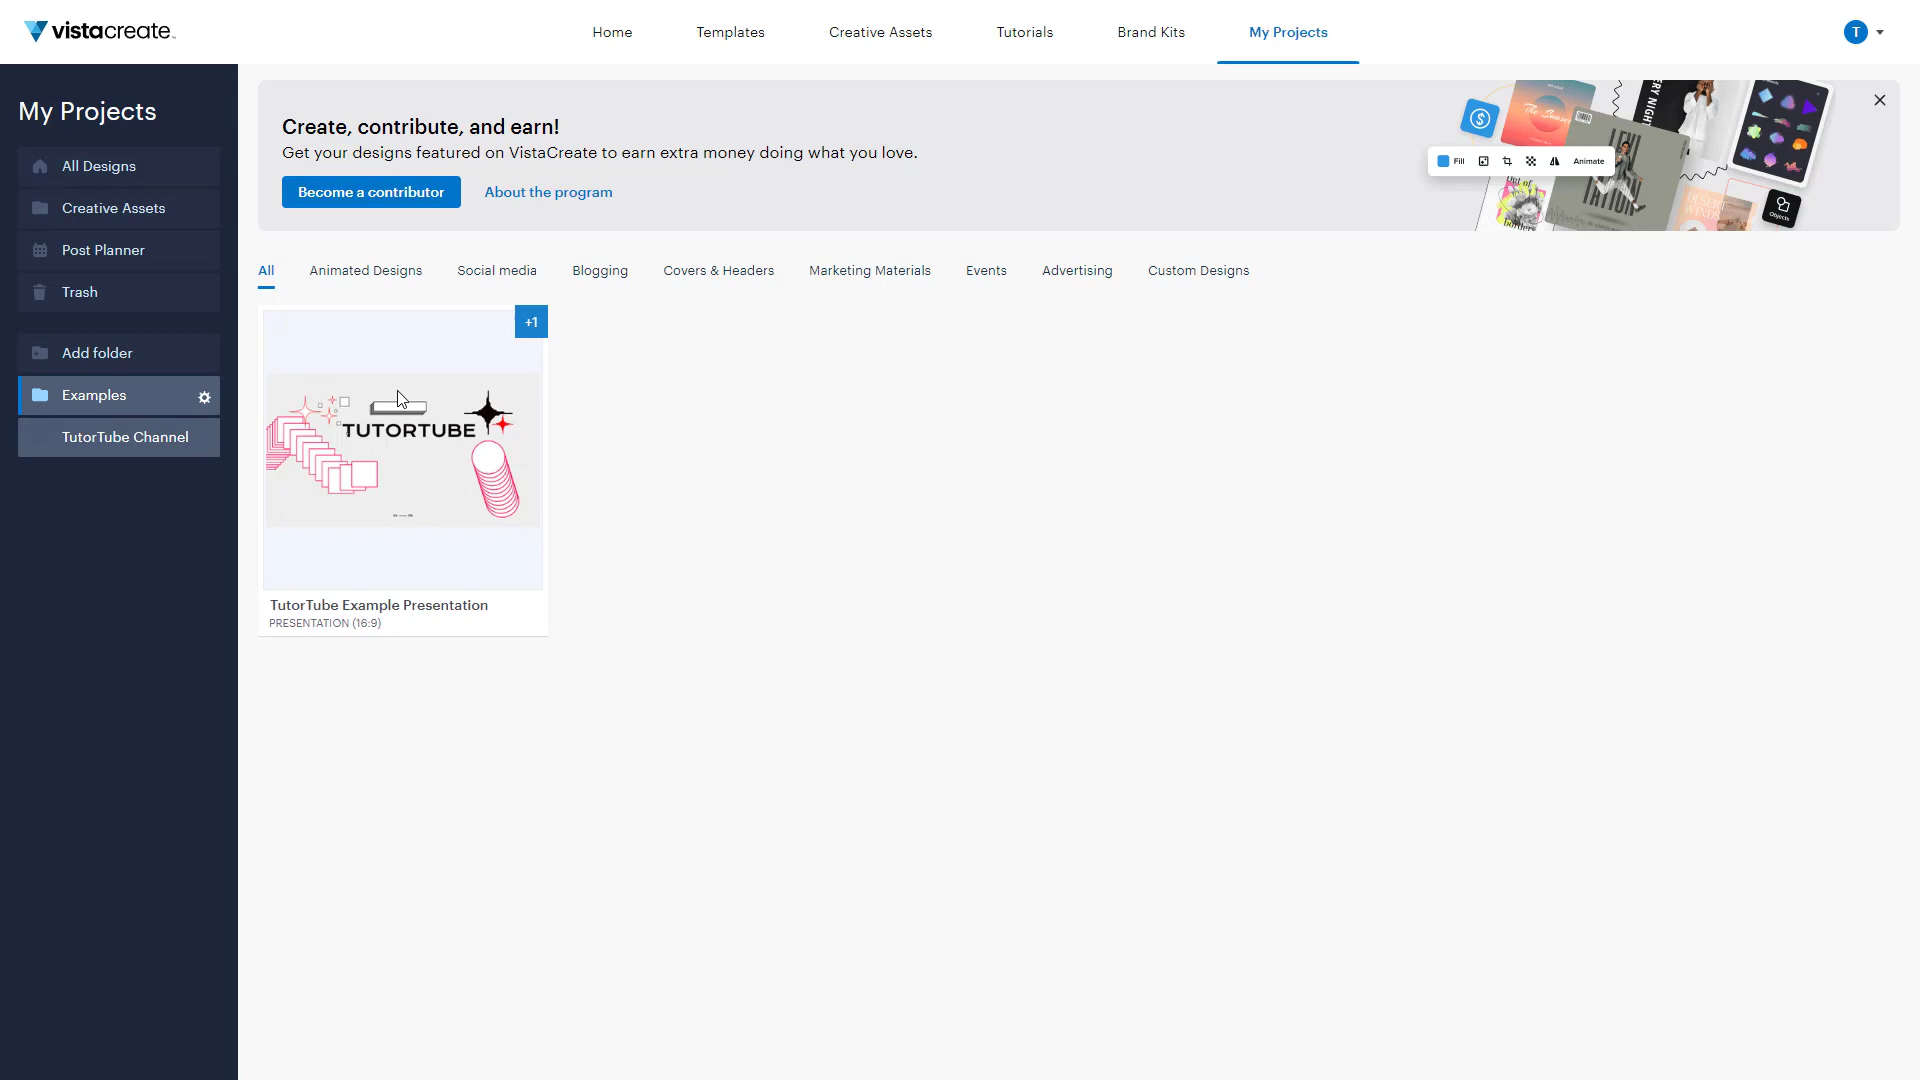 vistacreate
Home
Templates
Creative Assets
Tutorials
Brand Kits
My Projects
T
My Projects
All Designs
Creative Assets
Post Planner
Trash
Add folder
Examples
TutorTube Channel
Create, contribute, and earn!
Get your designs featured on VistaCreate to earn extra money doing what you love.
Become a contributor
About the program
Fill
Animate
Objects
All
Animated Designs
Social media
Blogging
Covers & Headers
Marketing Materials
Events
Advertising
Custom Designs
+1
TUTORTUBE
TutorTube Example Presentation
PRESENTATION (16:9)